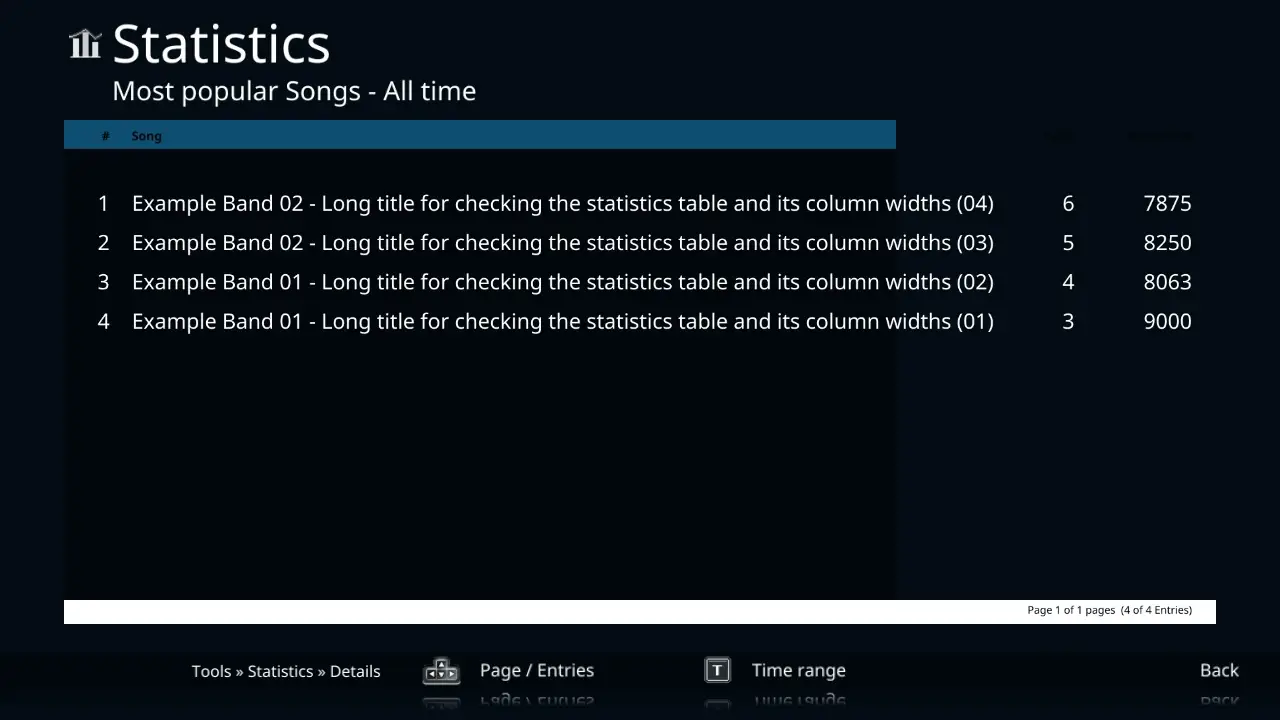 Statistics
Most popular Songs - All time
# Song
1 Example Band 02 - Long title for checking the statistics table and its column widths (04) 6 7875
2 Example Band 02 - Long title for checking the statistics table and its column widths (03) 5 8250
3 Example Band 01 - Long title for checking the statistics table and its column widths (02) 4 8063
4 Example Band 01 - Long title for checking the statistics table and its column widths (01) 3 9000
Page 1 of 1 pages (4 of 4 Entries)
Tools » Statistics » Details Page / Entries T Time range Back